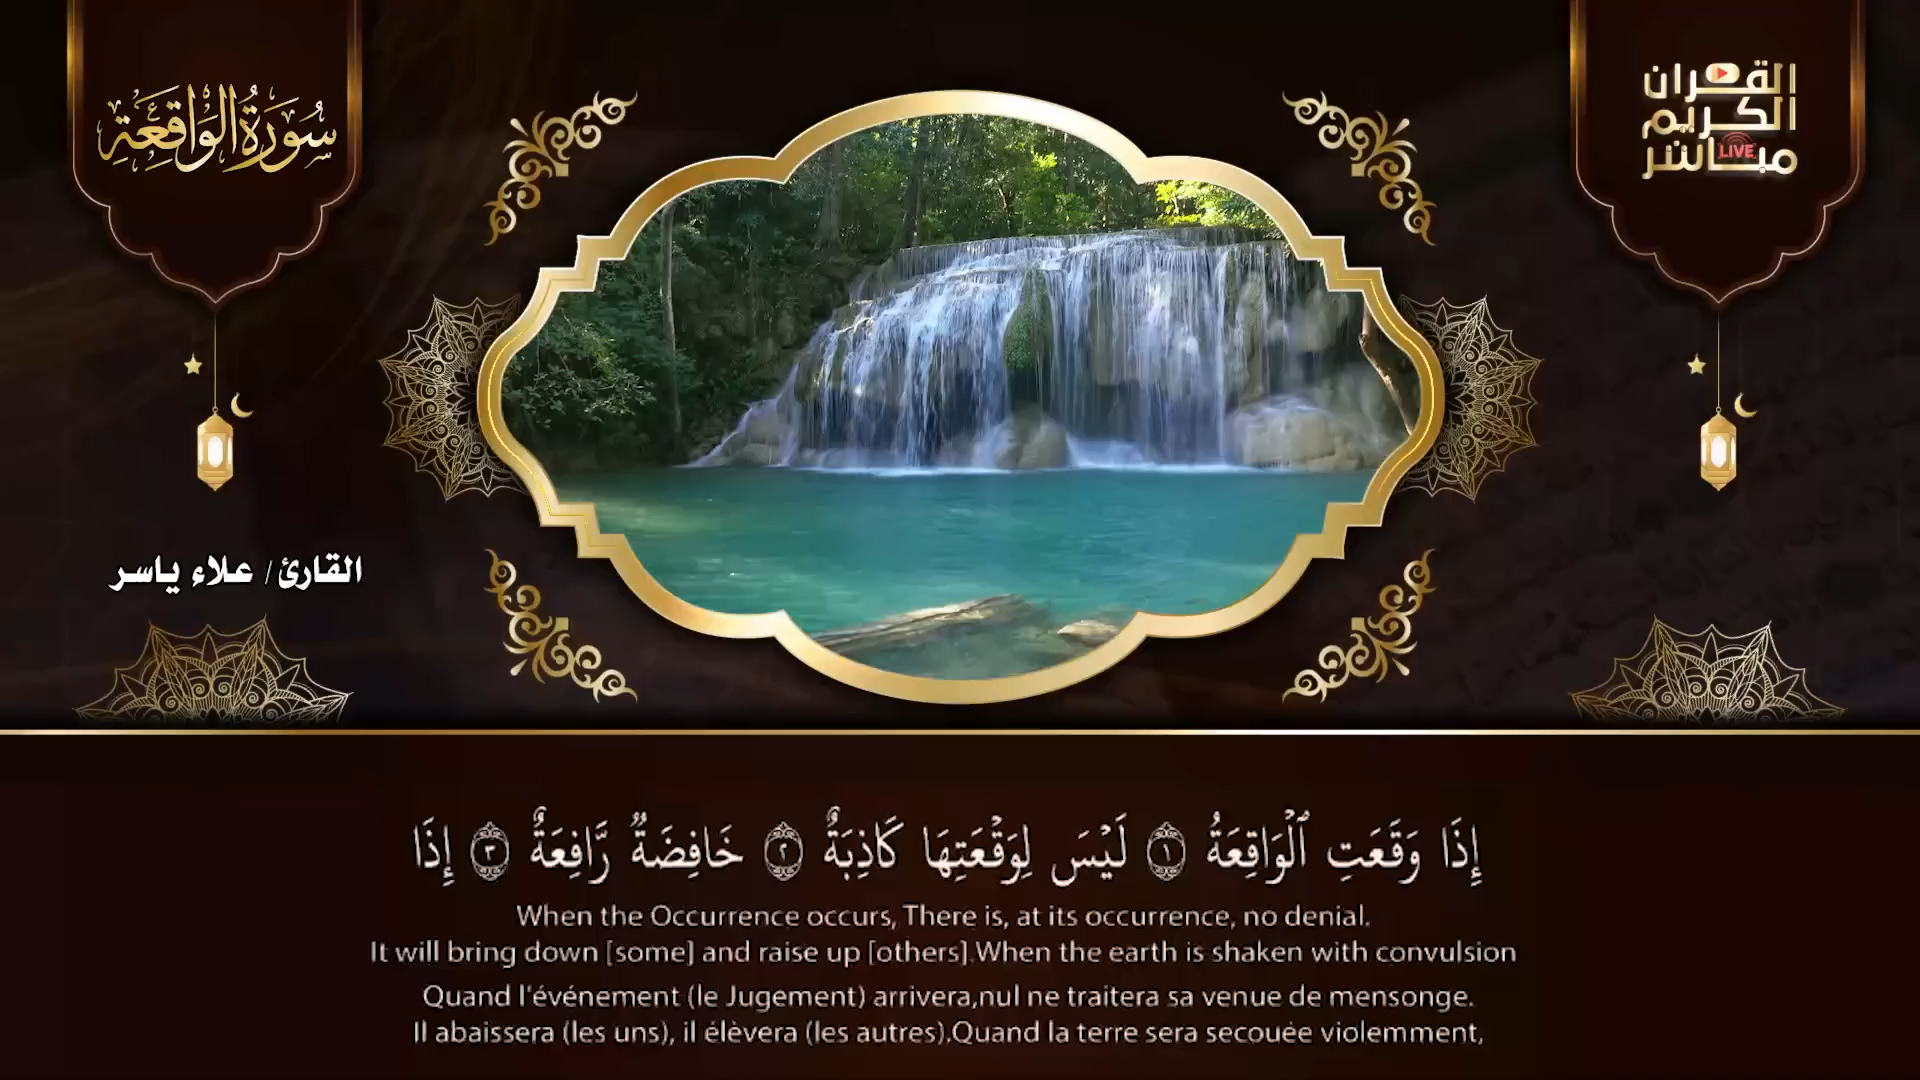 سُورَةُ الْوَاقِعَةِ
القرآن
الكريم
مباشر
LIVE
القارئ / علاء ياسر
إِذَا وَقَعَتِ ٱلْوَاقِعَةُ ١ لَيْسَ لِوَقْعَتِهَا كَاذِبَةٌ ٢ خَافِضَةٌ رَّافِعَةٌ ٣ إِذَا
When the Occurrence occurs, There is, at its occurrence, no denial.
It will bring down [some] and raise up [others].When the earth is shaken with convulsion
Quand l'événement (le Jugement) arrivera,nul ne traitera sa venue de mensonge.
Il abaissera (les uns), il élèvera (les autres).Quand la terre sera secouée violemment,